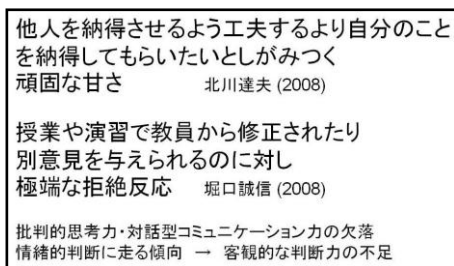 他人を納得させるよう工夫するより自分のこと
を納得してもらいたいとしがみつく
頑固な甘さ 北川達夫 (2008)
授業や演習で教員から修正されたり
別意見を与えられるのに対し
極端な拒絶反応 堀口誠信 (2008)
批判的思考力・対話型コミュニケーション力の欠落
情緒的判断に走る傾向 → 客観的な判断力の不足